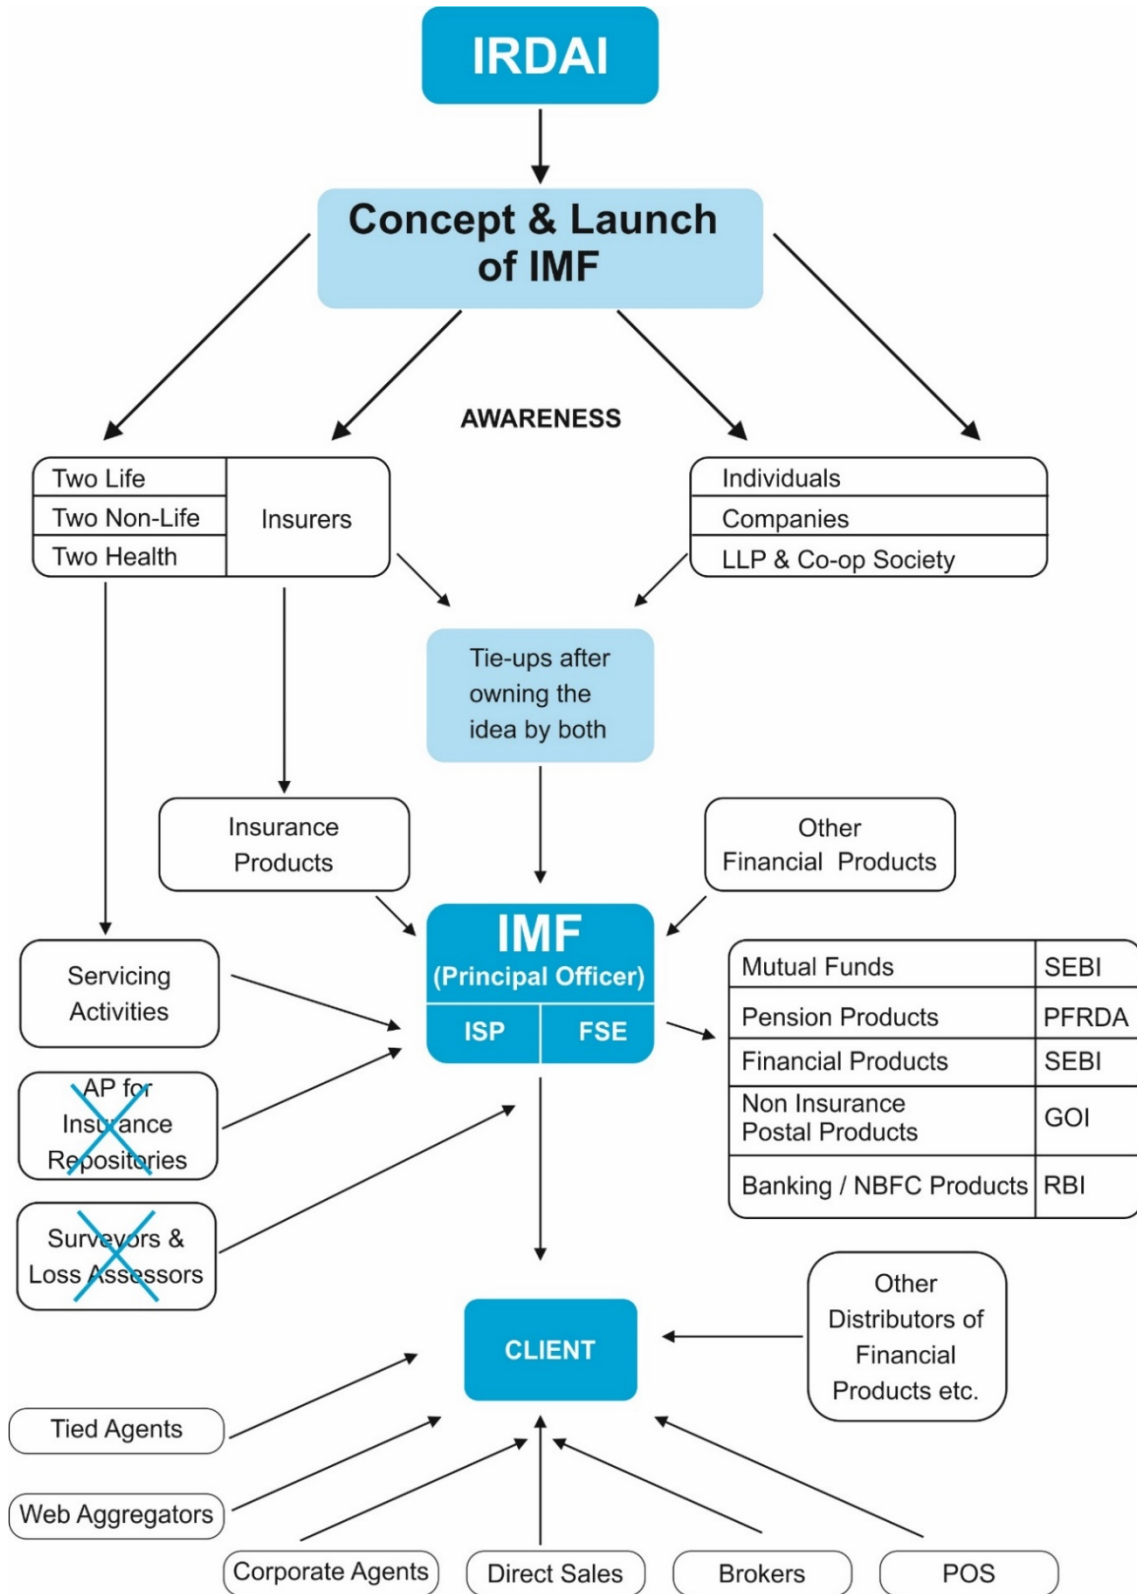 IRDAI
Concept & Launch
of IMF
AWARENESS
Two Life
Two Non-Life
Two Health
Insurers
Individuals
Companies
LLP & Co-op Society
Tie-ups after
owning the
idea by both
Insurance
Products
Other
Financial Products
IMF
(Principal Officer)
ISP
FSE
Servicing
Activities
AP for
Insurance
Repositories
Surveyors &
Loss Assessors
Mutual Funds
SEBI
Pension Products
PFRDA
Financial Products
SEBI
Non Insurance
Postal Products
GOI
Banking / NBFC Products
RBI
CLIENT
Other
Distributors of
Financial
Products etc.
Tied Agents
Web Aggregators
Corporate Agents
Direct Sales
Brokers
POS